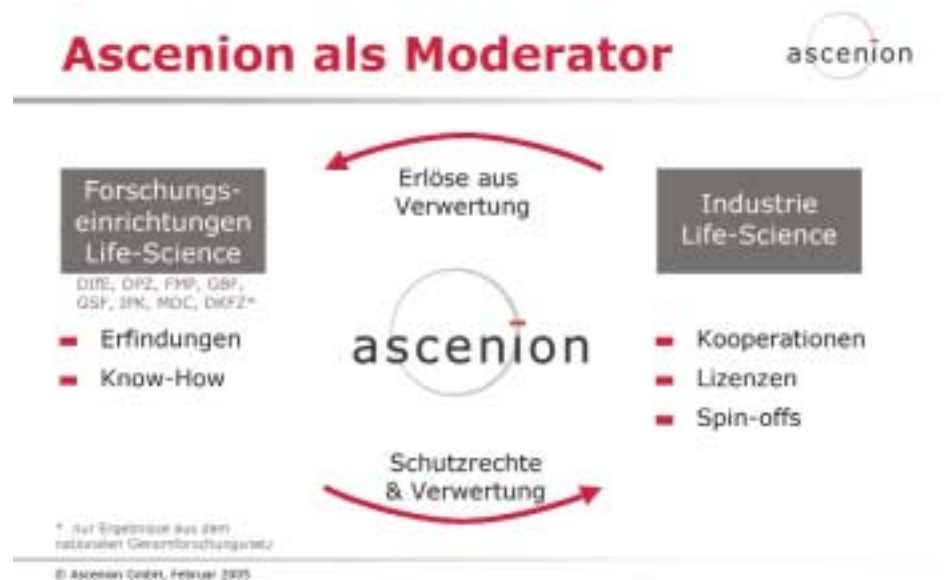 Ascenion als Moderator
ascenion
Erlöse aus
Verwertung
Forschungs-
einrichtungen
Life-Science
DIfE, DPZ, FMP, GBF,
GSF, IPK, MDC, DKFZ*
Erfindungen
Know-How
ascenion
Industrie
Life-Science
Kooperationen
Lizenzen
Spin-offs
Schutzrechte
& Verwertung
* nur Ergebnisse aus dem
nationalen Genomforschungsnetz
© Ascenion GmbH, Februar 2005